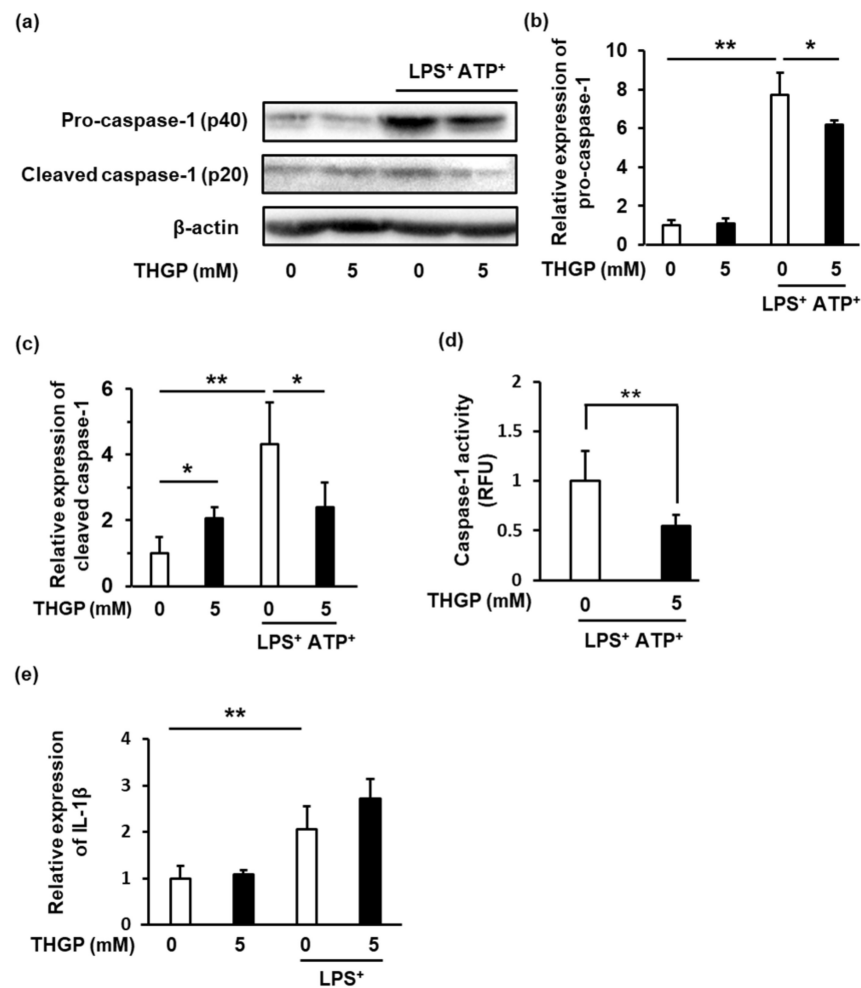 (a)
LPS⁺ ATP⁺
Pro-caspase-1 (p40)
Cleaved caspase-1 (p20)
β-actin
THGP (mM) 0 5 0 5
(b)
Relative expression of
pro-caspase-1
10
8
6
4
2
0
** *
THGP (mM) 0 5 0 5
LPS⁺ ATP⁺
(c)
Relative expression of
cleaved caspase-1
6
4
2
0
** *
*
THGP (mM) 0 5 0 5
LPS⁺ ATP⁺
(d)
Caspase-1 activity
(RFU)
2
1.5
1
0.5
0
**
THGP (mM) 0 5
LPS⁺ ATP⁺
(e)
Relative expression
of IL-1β
4
3
2
1
0
**
THGP (mM) 0 5 0 5
LPS⁺